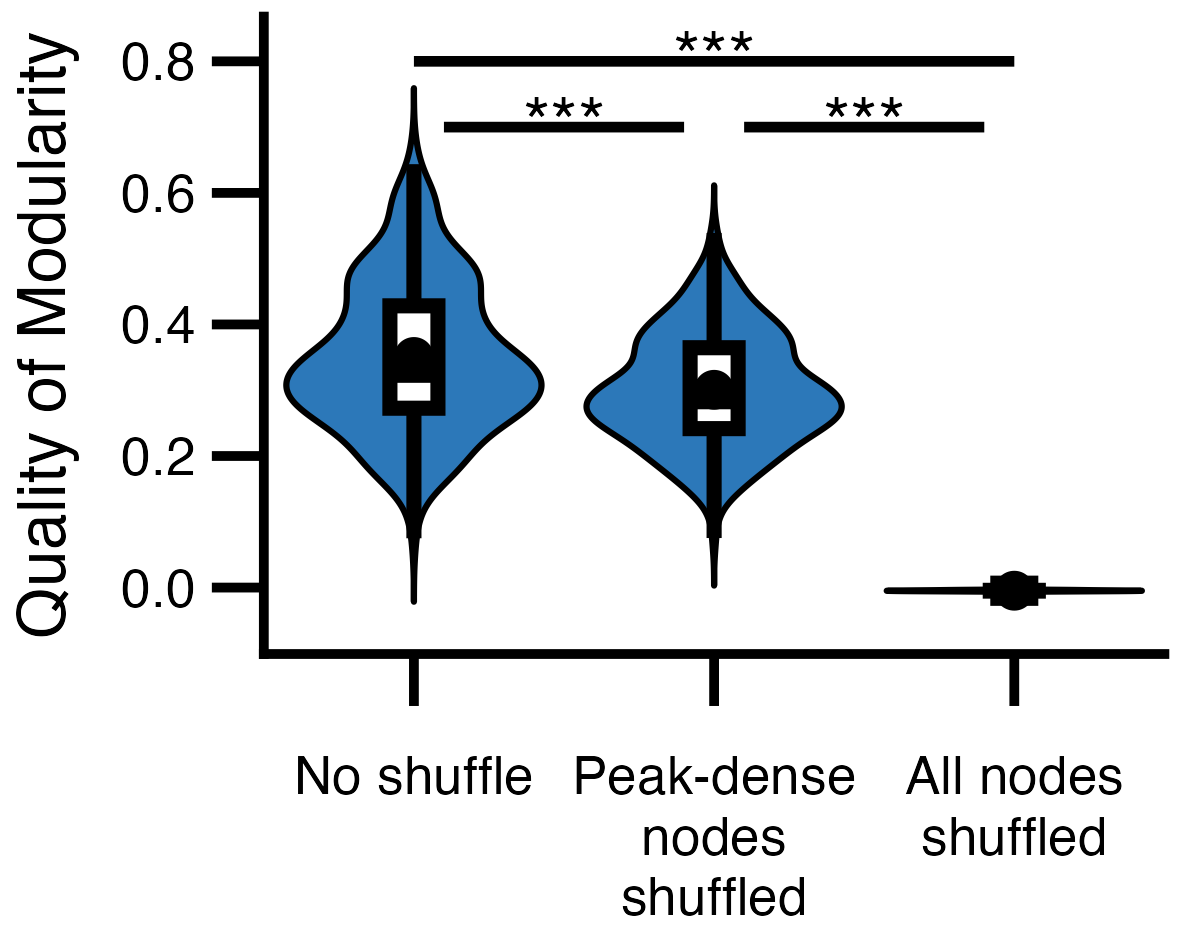 Quality of Modularity
0.8
0.6
0.4
0.2
0.0
***
*** ***
No shuffle
Peak-dense
nodes
shuffled
All nodes
shuffled